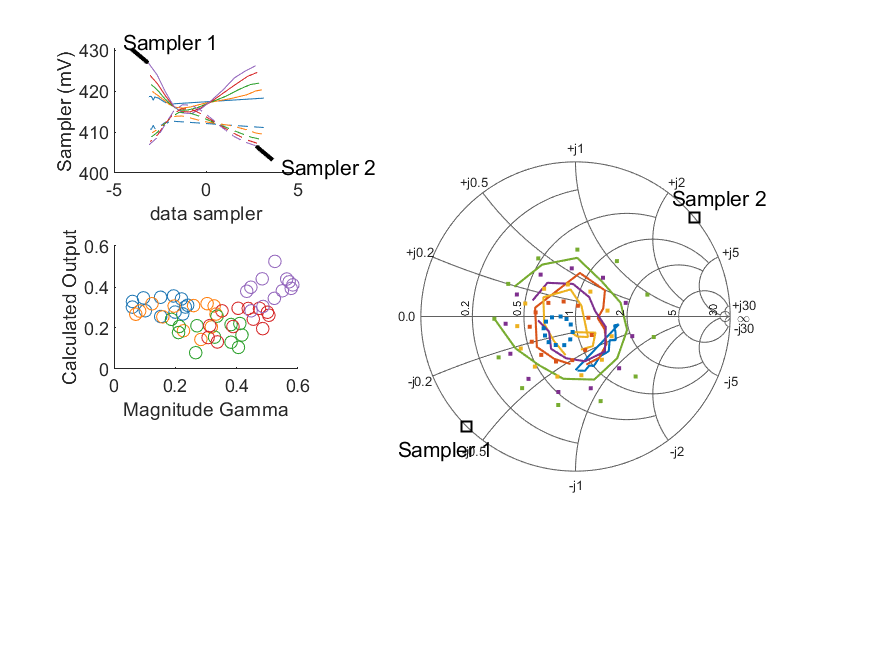 Sampler 1
430
420
410
400
Sampler (mV)
-5
0
5
data sampler
Sampler 2
0.6
0.4
0.2
0
Calculated Output
0
0.2
0.4
0.6
Magnitude Gamma
+j1
+j0.5
+j2
Sampler 2
+j0.2
+j5
0.0
0.2
0.5
1
2
5
30
+j30
∞
-j30
-j0.2
-j5
Sampler 1
-j0.5
-j2
-j1